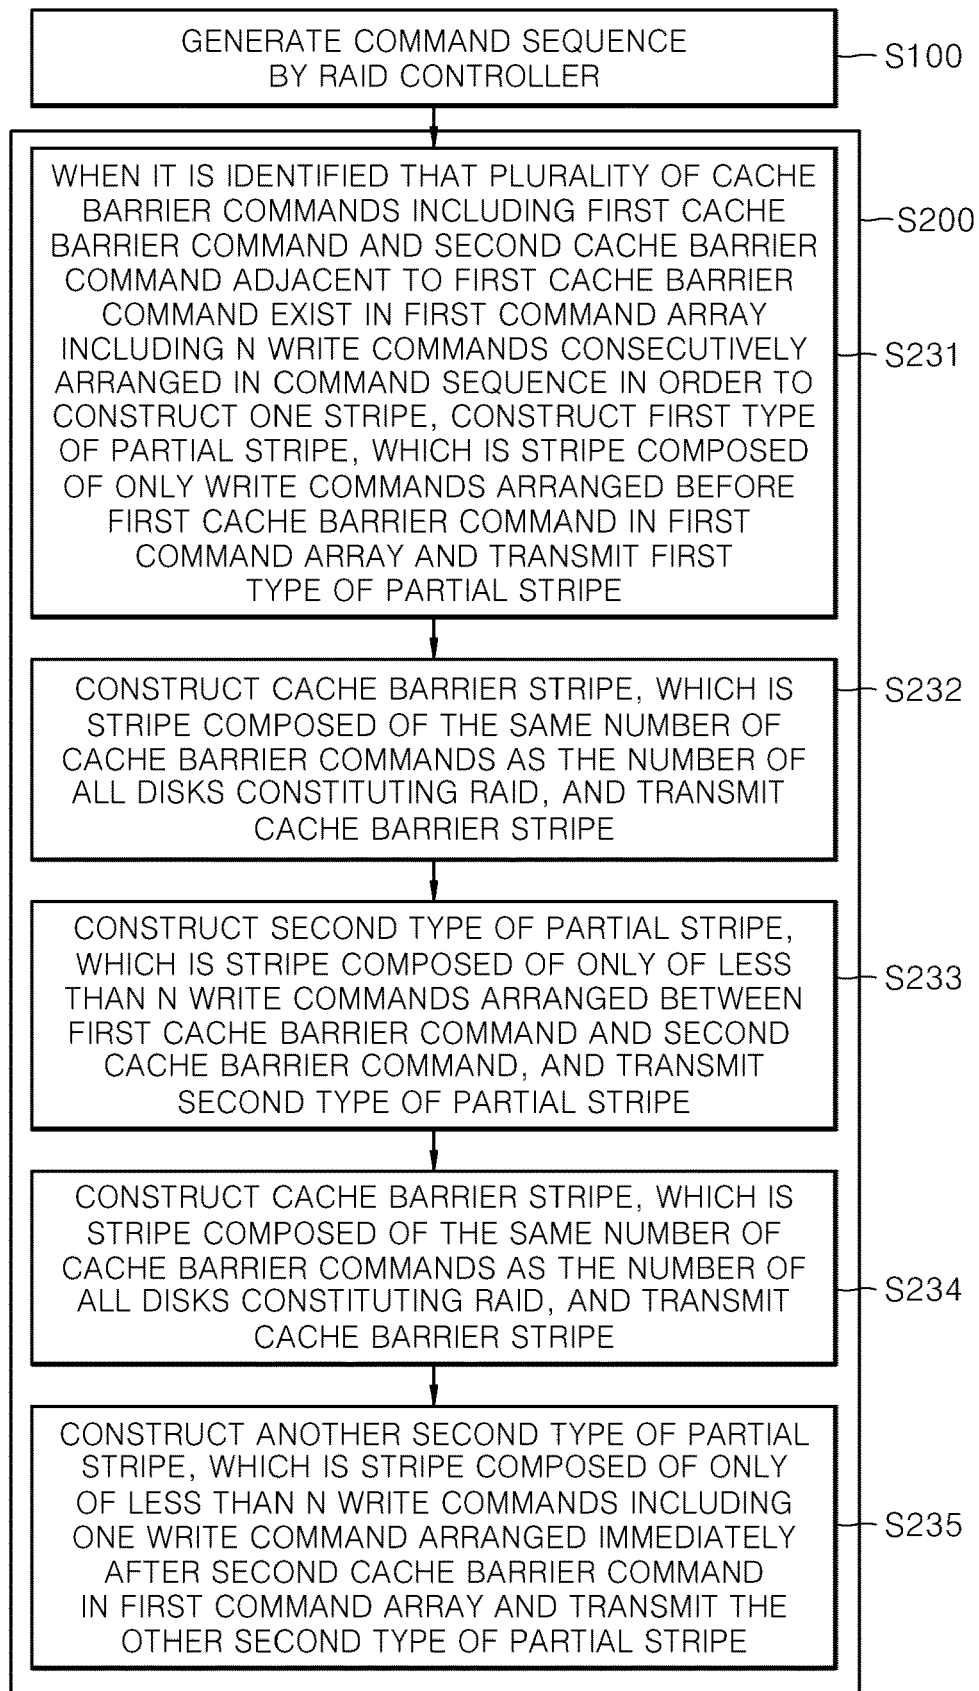 GENERATE COMMAND SEQUENCE
BY RAID CONTROLLER
S100
WHEN IT IS IDENTIFIED THAT PLURALITY OF CACHE
BARRIER COMMANDS INCLUDING FIRST CACHE
BARRIER COMMAND AND SECOND CACHE BARRIER
COMMAND ADJACENT TO FIRST CACHE BARRIER
COMMAND EXIST IN FIRST COMMAND ARRAY
INCLUDING N WRITE COMMANDS CONSECUTIVELY
ARRANGED IN COMMAND SEQUENCE IN ORDER TO
CONSTRUCT ONE STRIPE, CONSTRUCT FIRST TYPE
OF PARTIAL STRIPE, WHICH IS STRIPE COMPOSED
OF ONLY WRITE COMMANDS ARRANGED BEFORE
FIRST CACHE BARRIER COMMAND IN FIRST
COMMAND ARRAY AND TRANSMIT FIRST
TYPE OF PARTIAL STRIPE
S200
S231
CONSTRUCT CACHE BARRIER STRIPE, WHICH IS
STRIPE COMPOSED OF THE SAME NUMBER OF
CACHE BARRIER COMMANDS AS THE NUMBER OF
ALL DISKS CONSTITUTING RAID, AND TRANSMIT
CACHE BARRIER STRIPE
S232
CONSTRUCT SECOND TYPE OF PARTIAL STRIPE,
WHICH IS STRIPE COMPOSED OF ONLY OF LESS
THAN N WRITE COMMANDS ARRANGED BETWEEN
FIRST CACHE BARRIER COMMAND AND SECOND
CACHE BARRIER COMMAND, AND TRANSMIT
SECOND TYPE OF PARTIAL STRIPE
S233
CONSTRUCT CACHE BARRIER STRIPE, WHICH IS
STRIPE COMPOSED OF THE SAME NUMBER OF
CACHE BARRIER COMMANDS AS THE NUMBER OF
ALL DISKS CONSTITUTING RAID, AND TRANSMIT
CACHE BARRIER STRIPE
S234
CONSTRUCT ANOTHER SECOND TYPE OF PARTIAL
STRIPE, WHICH IS STRIPE COMPOSED OF ONLY
OF LESS THAN N WRITE COMMANDS INCLUDING
ONE WRITE COMMAND ARRANGED IMMEDIATELY
AFTER SECOND CACHE BARRIER COMMAND
IN FIRST COMMAND ARRAY AND TRANSMIT THE
OTHER SECOND TYPE OF PARTIAL STRIPE
S235